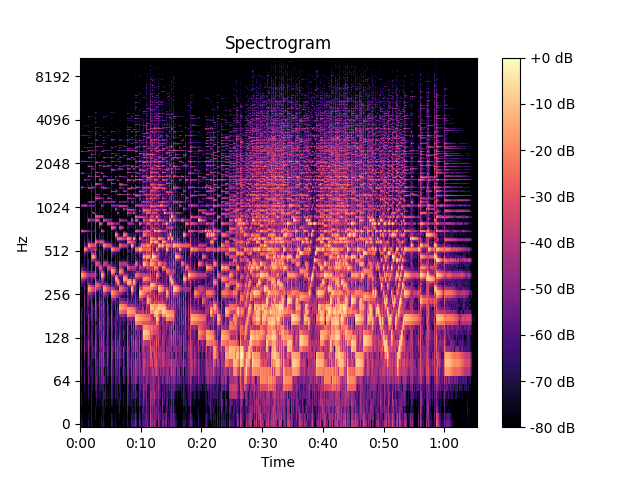 Spectrogram
8192
4096
2048
1024
512
256
128
64
0
Hz
0:00 0:10 0:20 0:30 0:40 0:50 1:00
Time
+0 dB
-10 dB
-20 dB
-30 dB
-40 dB
-50 dB
-60 dB
-70 dB
-80 dB